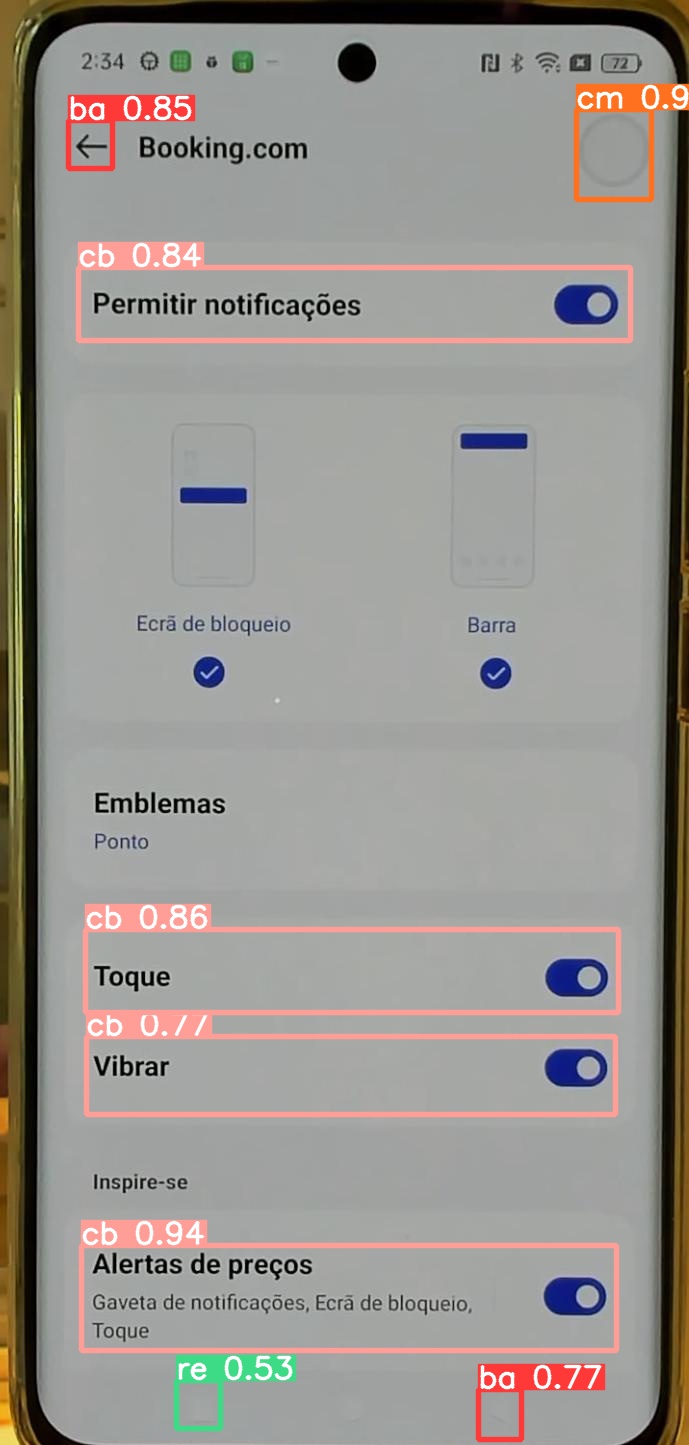 2:34
72
ba 0.85
cm 0.9
Booking.com
cb 0.84
Permitir notificações
Ecrã de bloqueio
Barra
Emblemas
Ponto
cb 0.86
Toque
cb 0.77
Vibrar
Inspire-se
cb 0.94
Alertas de preços
Gaveta de notificações, Ecrã de bloqueio,
Toque
re 0.53
ba 0.77